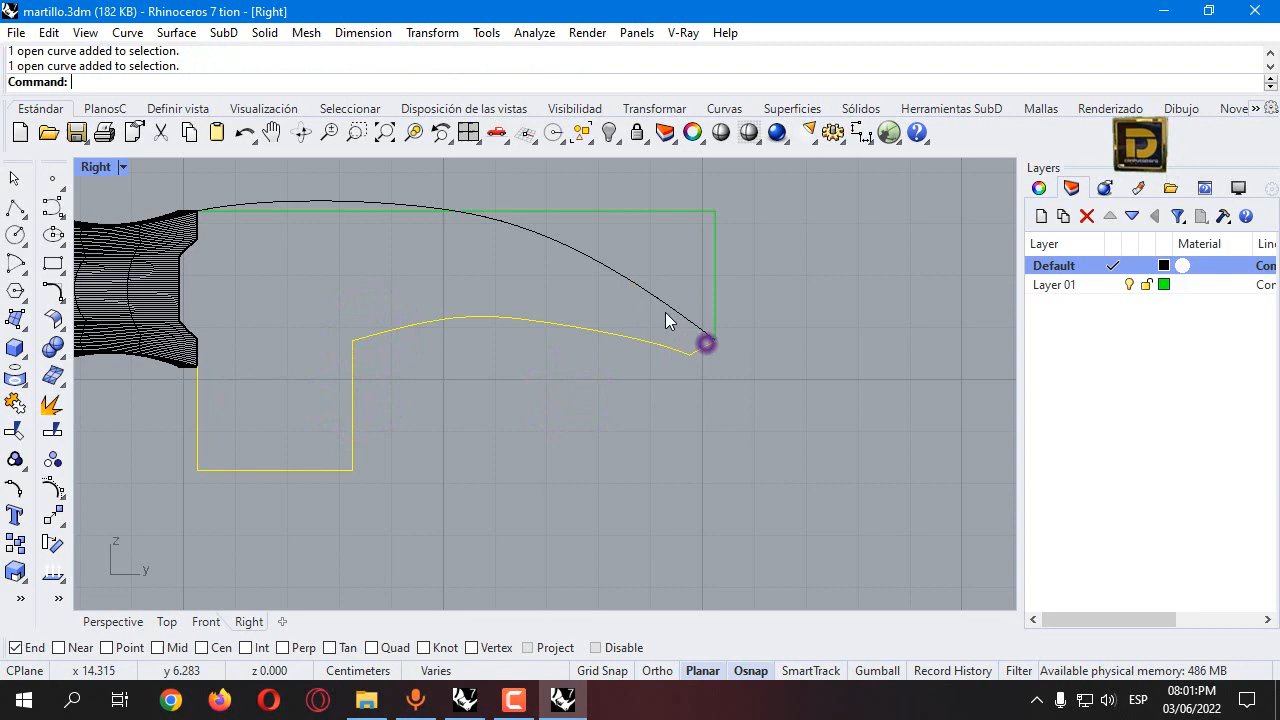 martillo.3dm (182 KB) - Rhinoceros 7 tion - [Right]
File Edit View Curve Surface SubD Solid Mesh Dimension Transform Tools Analyze Render Panels V-Ray Help
1 open curve added to selection.
1 open curve added to selection.
Command:
Estándar PlanosC Definir vista Visualización Seleccionar Disposición de las vistas Visibilidad Transformar Curvas Superficies Sólidos Herramientas SubD Mallas Renderizado Dibujo Nove
Right
Layers
Layer Material Line
Default Con
Layer 01 Con
z
y
Perspective Top Front Right
End Near Point Mid Cen Int Perp Tan Quad Knot Vertex Project Disable
CPlane x 14.315 y 6.283 z 0.000 Centimeters Varies Grid Snap Ortho Planar Osnap SmartTrack Gumball Record History Filter Available physical memory: 486 MB
ESP
08:01:PM
03/06/2022